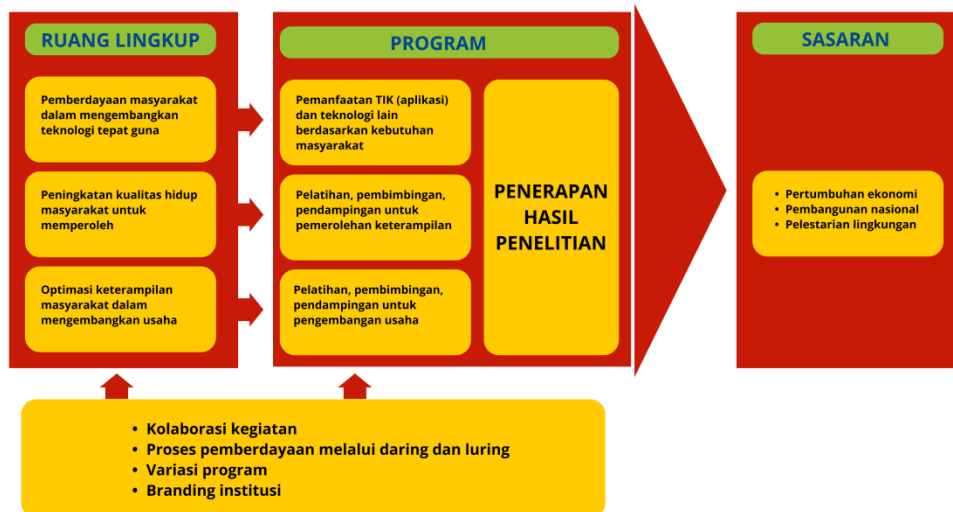 RUANG LINGKUP
Pemberdayaan masyarakat
dalam mengembangkan
teknologi tepat guna
Peningkatan kualitas hidup
masyarakat untuk
memperoleh
Optimasi keterampilan
masyarakat dalam
mengembangkan usaha
PROGRAM
Pemanfaatan TIK (aplikasi)
dan teknologi lain
berdasarkan kebutuhan
masyarakat
Pelatihan, pembimbingan,
pendampingan untuk
pemerolehan keterampilan
Pelatihan, pembimbingan,
pendampingan untuk
pengembangan usaha
PENERAPAN
HASIL
PENELITIAN
SASARAN
• Pertumbuhan ekonomi
• Pembangunan nasional
• Pelestarian lingkungan
• Kolaborasi kegiatan
• Proses pemberdayaan melalui daring dan luring
• Variasi program
• Branding institusi